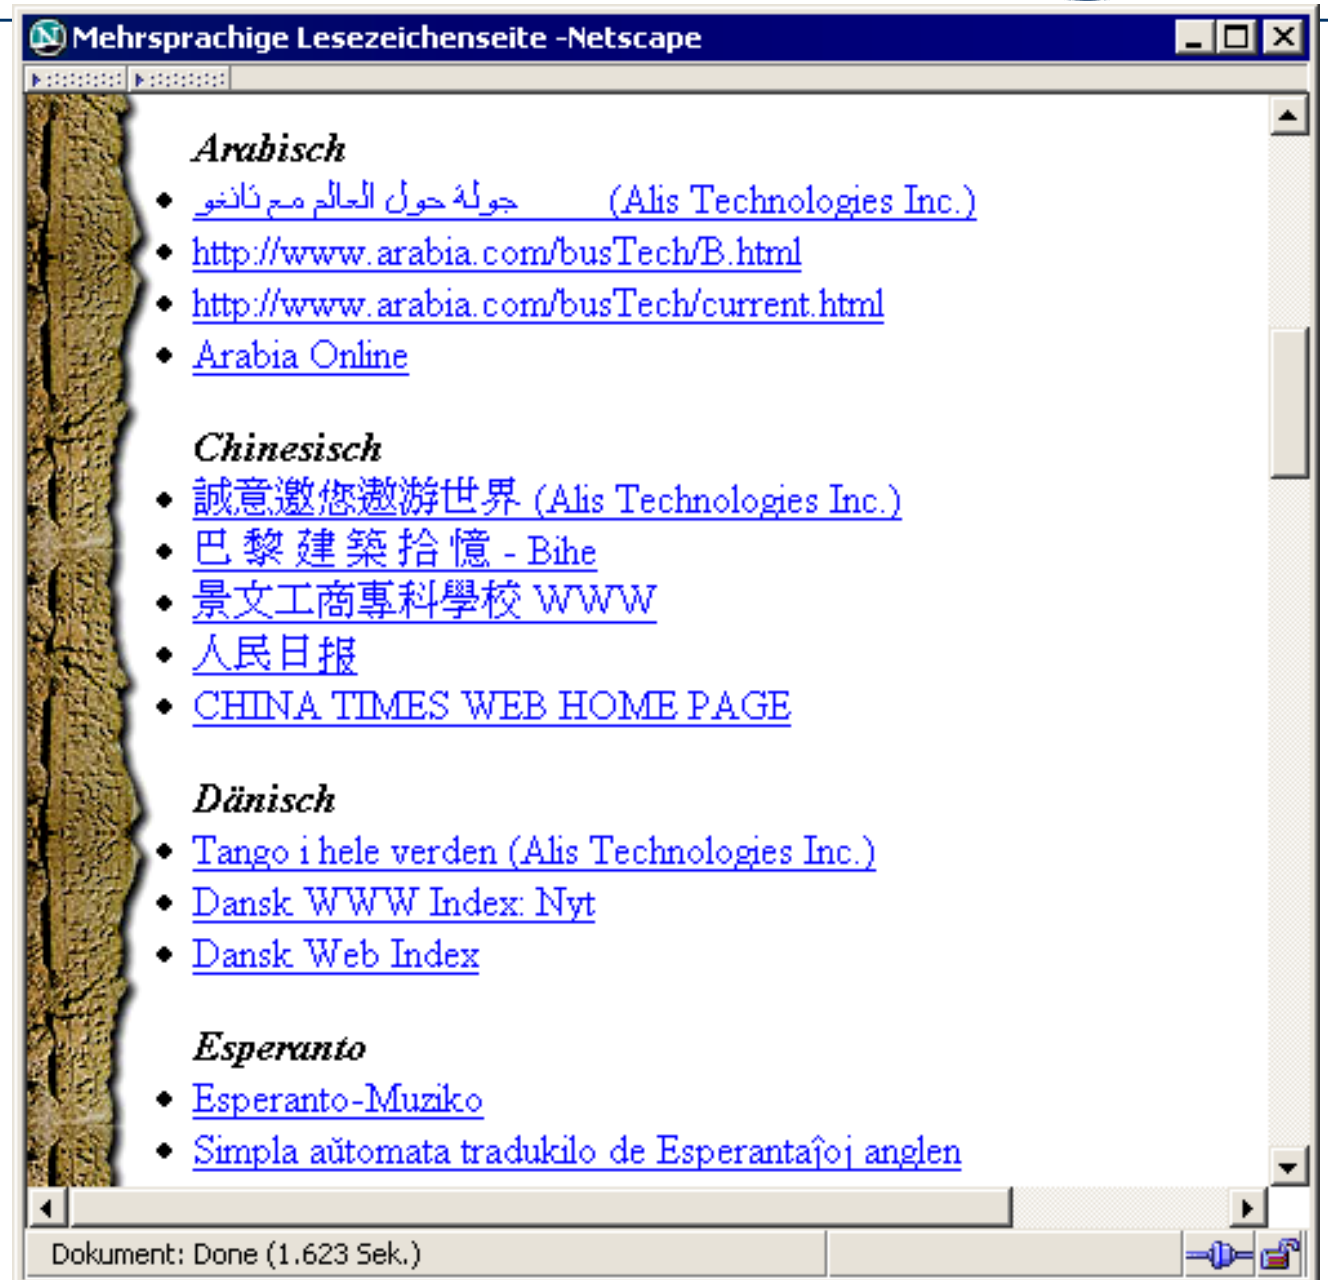 Mehrsprachige Lesezeichenseite -Netscape
Arabisch
جولة حول العالم مع تانغو (Alis Technologies Inc.)
http://www.arabia.com/busTech/B.html
http://www.arabia.com/busTech/current.html
Arabia Online
Chinesisch
誠意邀您遨游世界 (Alis Technologies Inc.)
巴 黎 建 築 拾 憶 - Bihe
景文工商專科學校 WWW
人民日报
CHINA TIMES WEB HOME PAGE
Dänisch
Tango i hele verden (Alis Technologies Inc.)
Dansk WWW Index: Nyt
Dansk Web Index
Esperanto
Esperanto-Muziko
Simpla aŭtomata tradukilo de Esperantaĵoj anglen
Dokument: Done (1.623 Sek.)